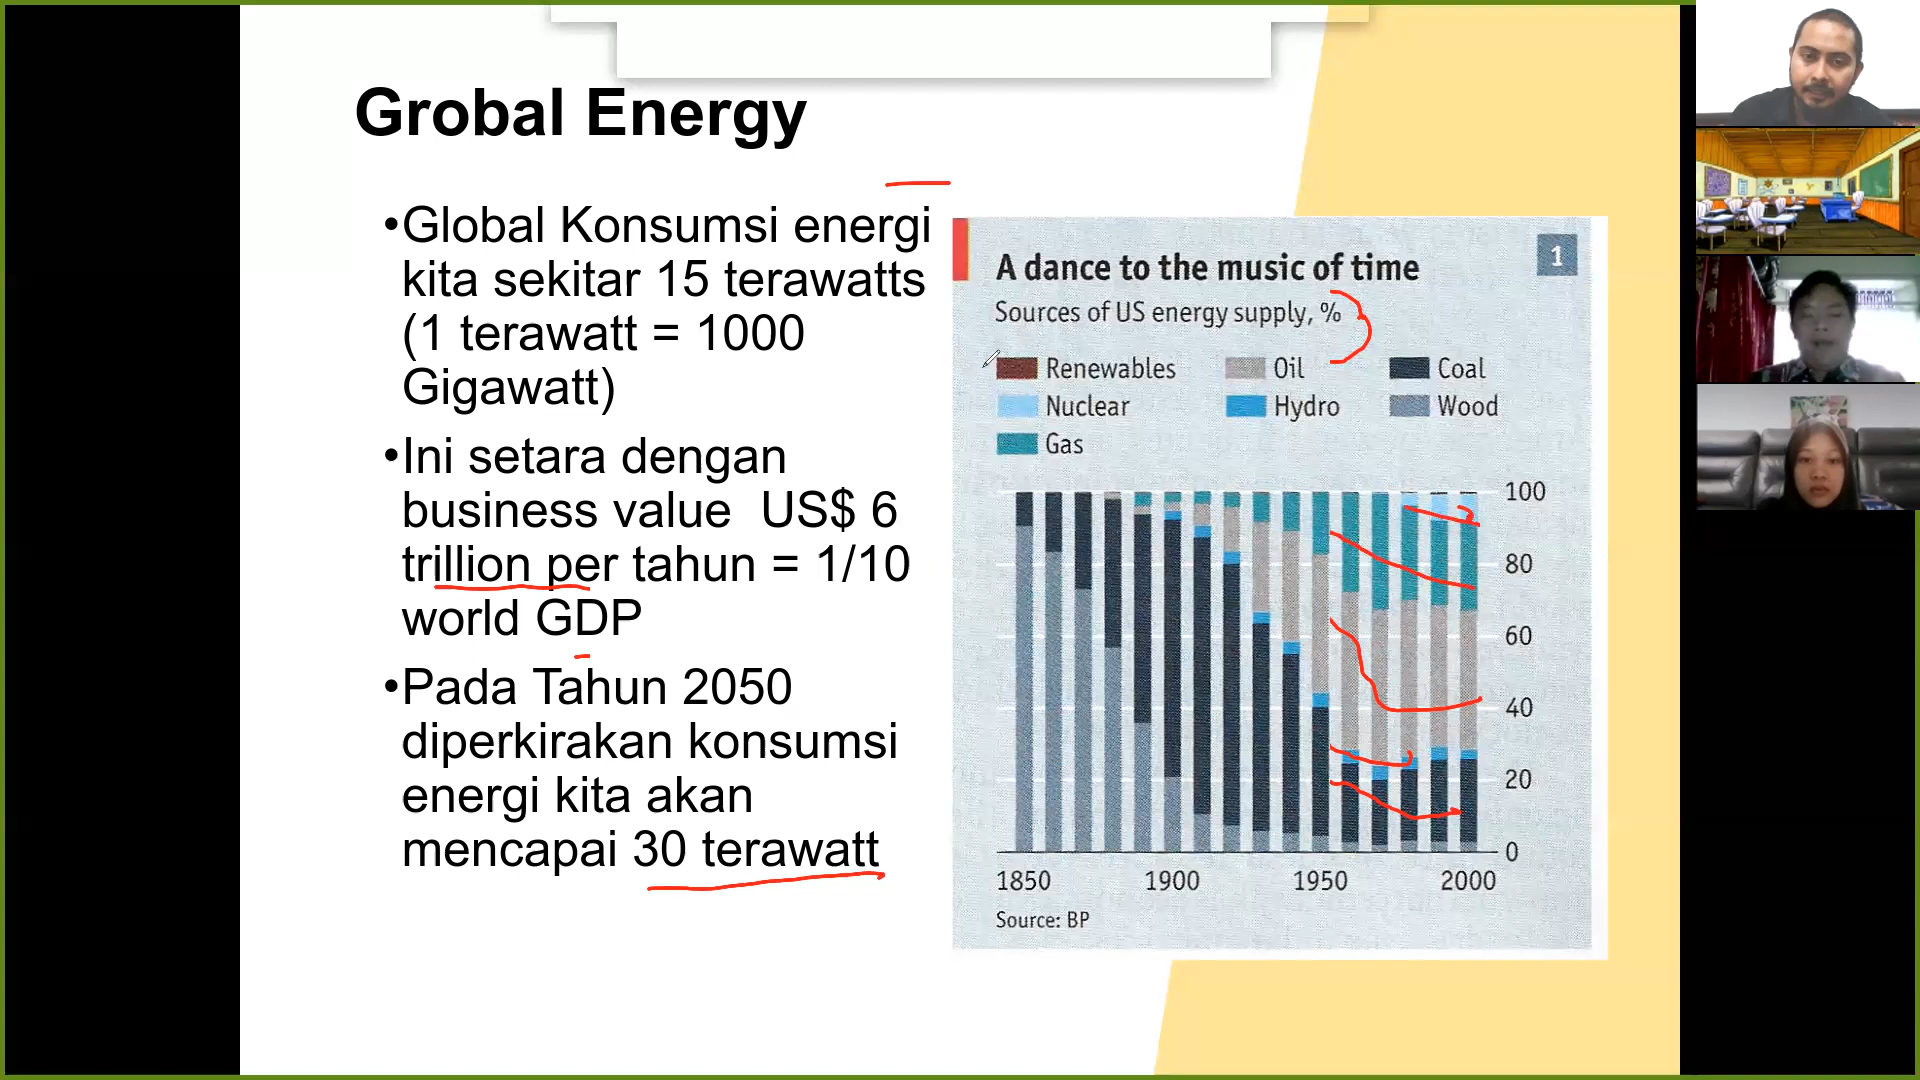 Grobal Energy
•Global Konsumsi energi
kita sekitar 15 terawatts
(1 terawatt = 1000
Gigawatt)
•Ini setara dengan
business value US$ 6
trillion per tahun = 1/10
world GDP
•Pada Tahun 2050
diperkirakan konsumsi
energi kita akan
mencapai 30 terawatt
A dance to the music of time
1
Sources of US energy supply, %
Renewables Oil Coal
Nuclear Hydro Wood
Gas
100
80
60
40
20
0
1850 1900 1950 2000
Source: BP